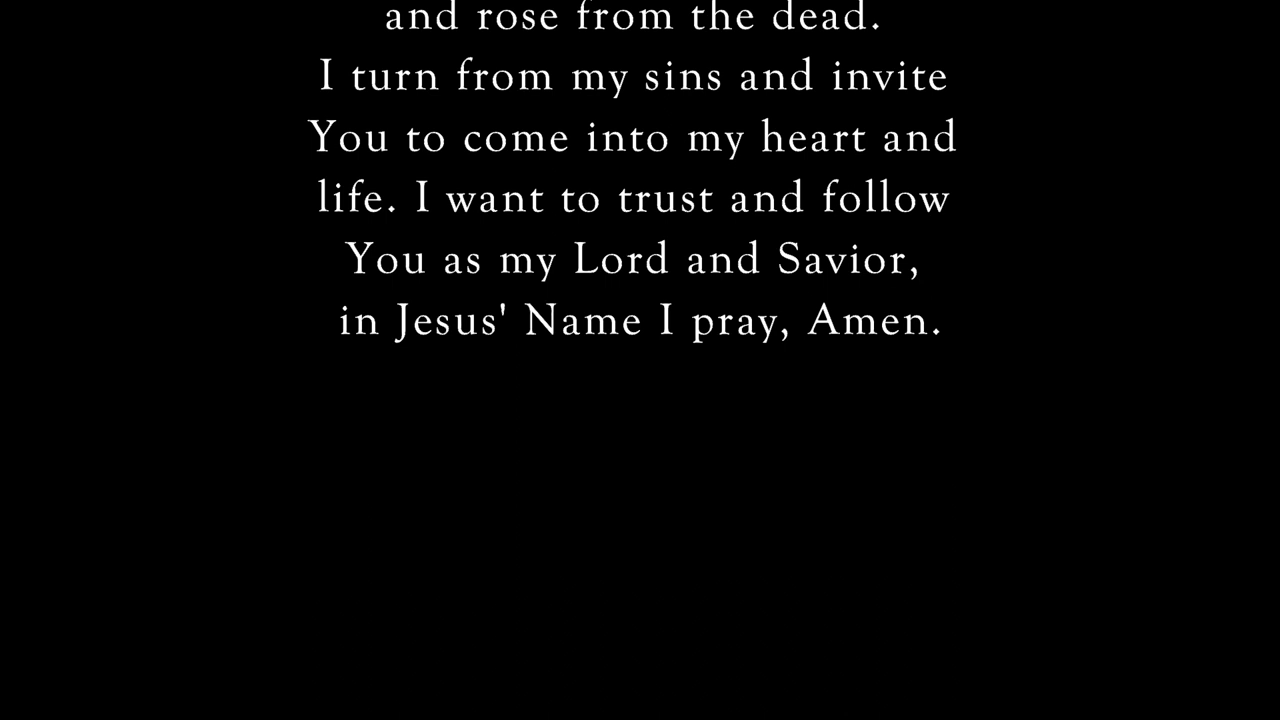 and rose from the dead.
I turn from my sins and invite
You to come into my heart and
life. I want to trust and follow
You as my Lord and Savior,
in Jesus' Name I pray, Amen.